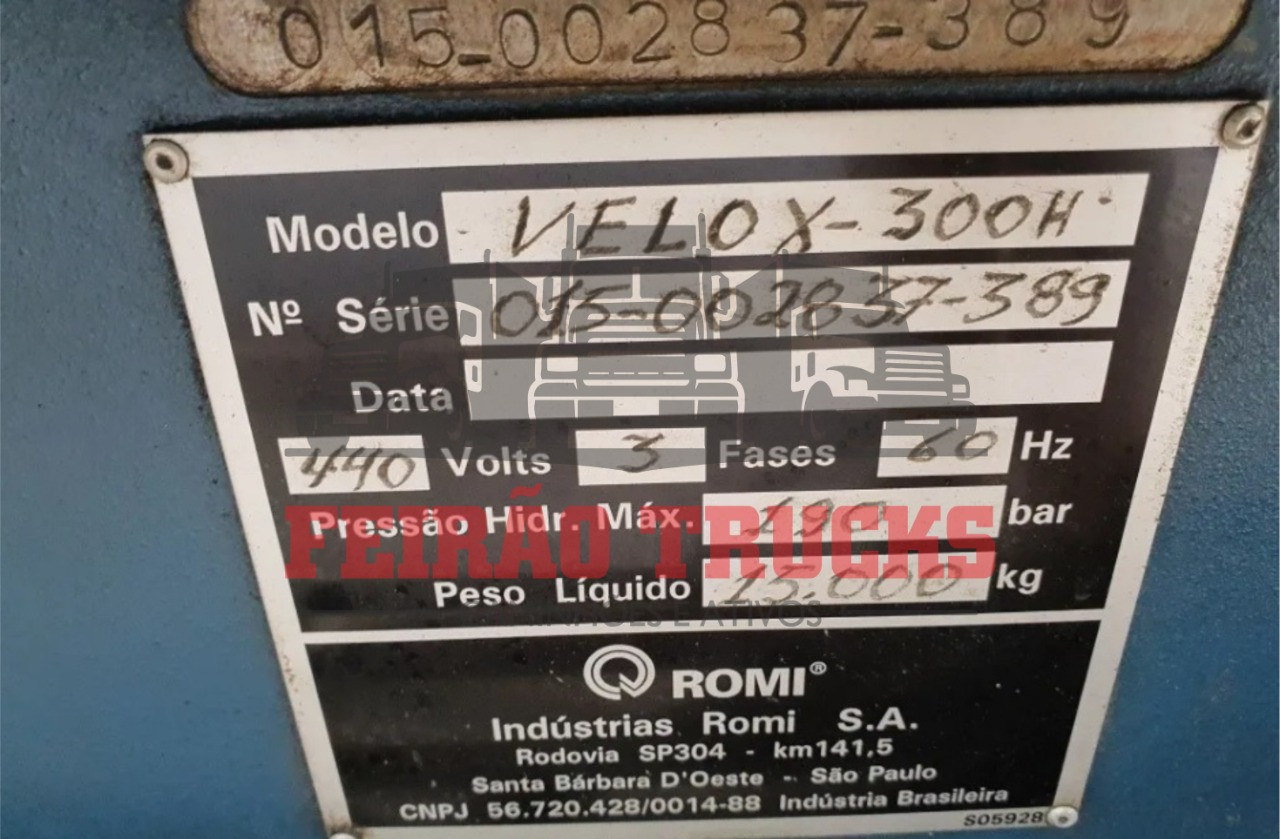 015-002837-389
Modelo VELOX-300H
Nº Série 015-002837-389
Data
440 Volts 3 Fases 60 Hz
Pressão Hidr. Máx. 190 bar
FEIRÃO TRUCKS
Peso Líquido 15.000 kg
E ATIVOS
ROMI®
Indústrias Romi S.A.
Rodovia SP304 - km141,5
Santa Bárbara D'Oeste - São Paulo
CNPJ 56.720.428/0014-88 Indústria Brasileira
S05928